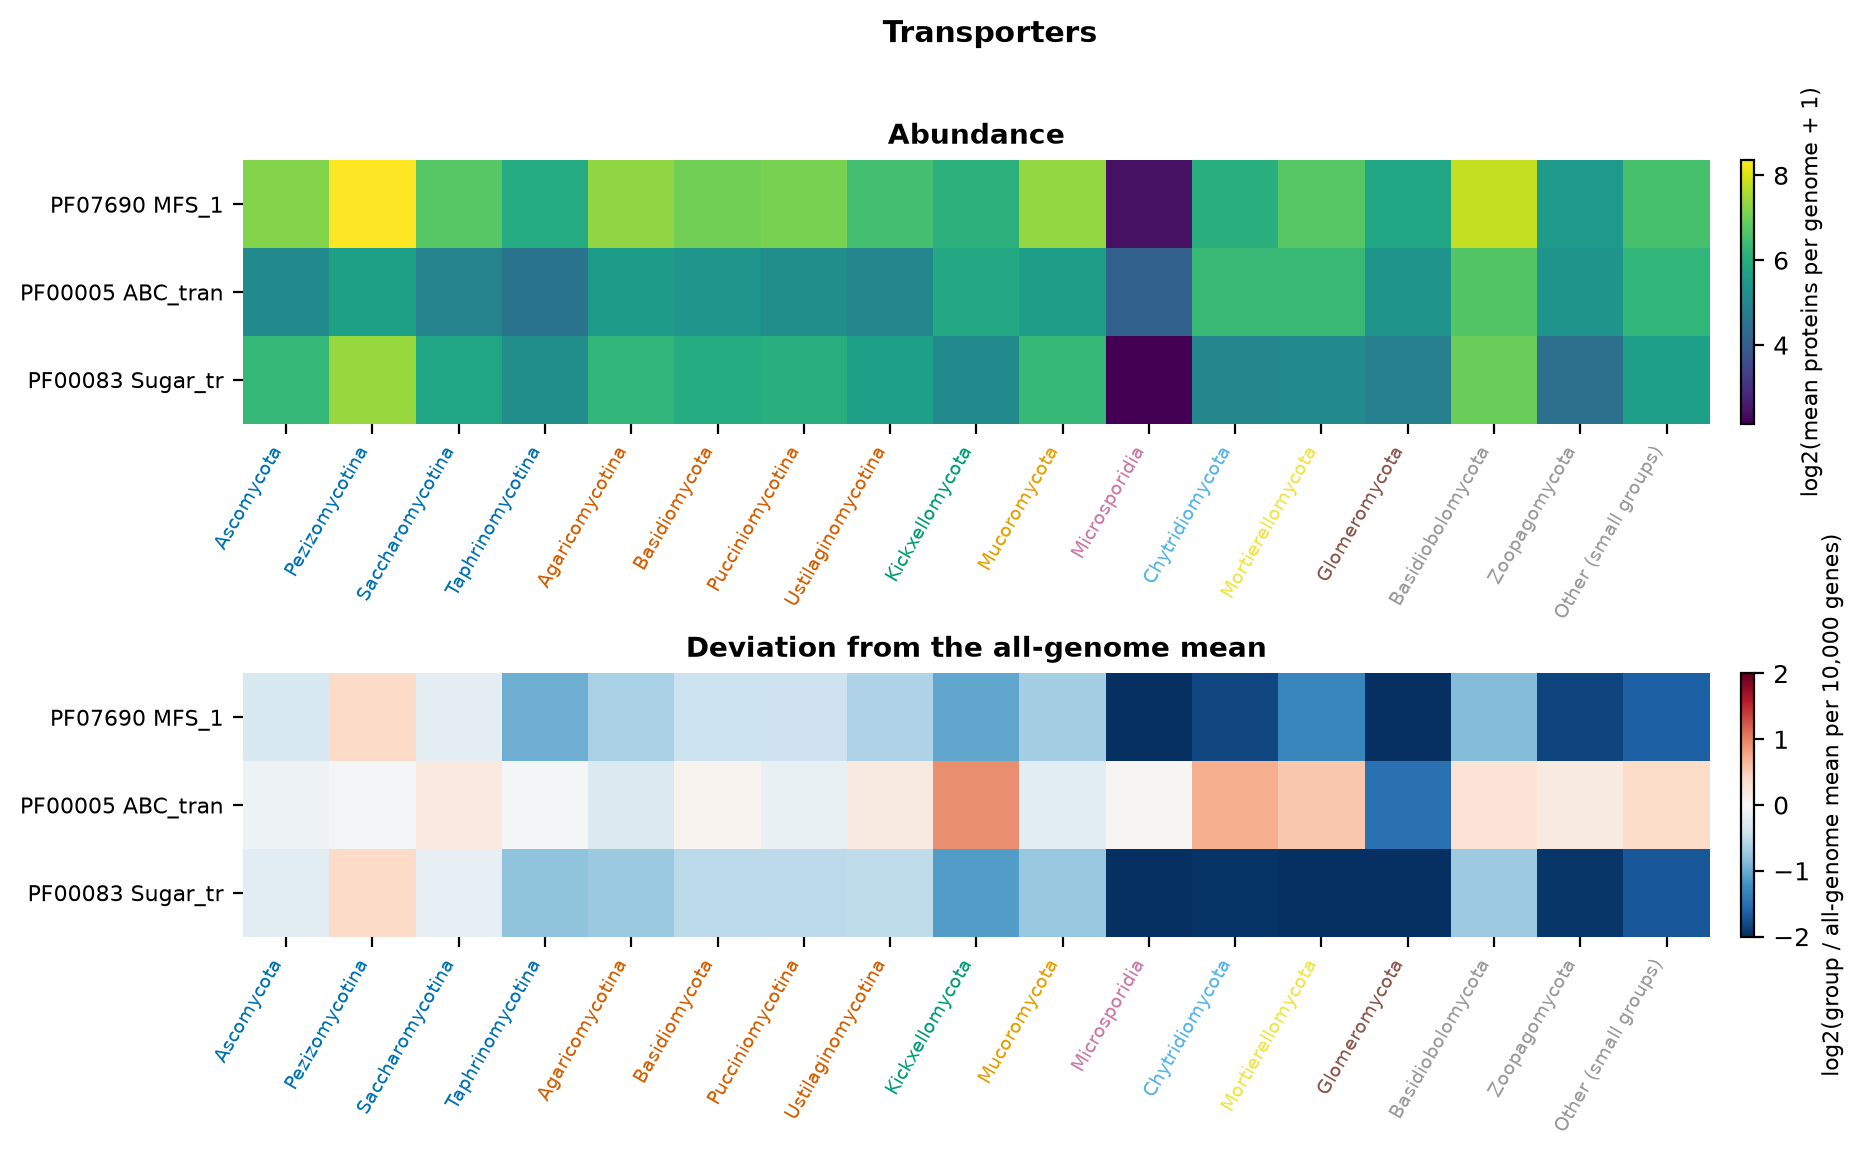 Transporters
Abundance
PF07690 MFS_1
PF00005 ABC_tran
PF00083 Sugar_tr
Ascomycota
Pezizomycotina
Saccharomycotina
Taphrinomycotina
Agaricomycotina
Basidiomycota
Pucciniomycotina
Ustilaginomycotina
Kickxellomycota
Mucoromycota
Microsporidia
Chytridiomycota
Mortierellomycota
Glomeromycota
Basidiobolomycota
Zoopagomycota
Other (small groups)
8
6
4
log2(mean proteins per genome + 1)
Deviation from the all-genome mean
PF07690 MFS_1
PF00005 ABC_tran
PF00083 Sugar_tr
Ascomycota
Pezizomycotina
Saccharomycotina
Taphrinomycotina
Agaricomycotina
Basidiomycota
Pucciniomycotina
Ustilaginomycotina
Kickxellomycota
Mucoromycota
Microsporidia
Chytridiomycota
Mortierellomycota
Glomeromycota
Basidiobolomycota
Zoopagomycota
Other (small groups)
2
1
0
−1
−2
log2(group / all-genome mean per 10,000 genes)